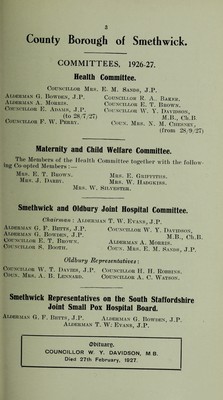 3
County Borough of Smethwick.
COMMITTEES, 1926-27.
Health Committee.
COUNCILLOR MRS. E. M. SANDS, J.P.
ALDERMAN G. BOWDEN, J.P.
ALDERMAN A. MORRIS.
COUNCILLOR E. ADAMS, J.P.
(to 28/7/27)
COUNCILLOR F. W. PERRY.
COUNCILLOR R. A. BAKER.
COUNCILLOR E. T. BROWN.
COUNCILLOR W. Y. DAVIDSON,
M.B., Ch.B.
COUN. MRS. N. M. CHESNEY,
(from 28/9/27)
Maternity and Child Welfare Committee.
The Members of the Health Committee together with the follow-
ing Co-opted Members :—
MRS. E. T. BROWN.
MRS. J. DARBY.
MRS. E. GRIFFITHS.
MRS. W. HADGKINS.
MRS. W. SILVESTER.
Smethwick and Oldbury Joint Hospital Committee.
Chairman : ALDERMAN T. W. EVANS, J.P.
ALDERMAN G. F. BETTS, J.P.
ALDERMAN G. BOWDEN, J.P.
COUNCILLOR E. T. BROWN.
COUNCILLOR S. BOOTH.
COUNCILLOR W. Y. DAVIDSON,
M.B., Ch.B.
ALDERMAN A. MORRIS.
COUN. MRS. E. M. SANDS, J.P.
Oldbury Representatives :
COUNCILLOR W. T. DAVIES, J.P.
COUN. MRS. A. B. LENNARD.
COUNCILLOR H. H. ROBBINS.
COUNCILLOR A. C. WATSON.
Smethwick Representatives on the South Staffordshire
Joint Small Pox Hospital Board.
ALDERMAN G. F. BETTS, J.P.
ALDERMAN G. BOWDEN, J.P.
ALDERMAN T. W. EVANS, J.P.
Obituary.
COUNCILLOR W. Y. DAVIDSON, M.B.
Died 27th February, 1927.